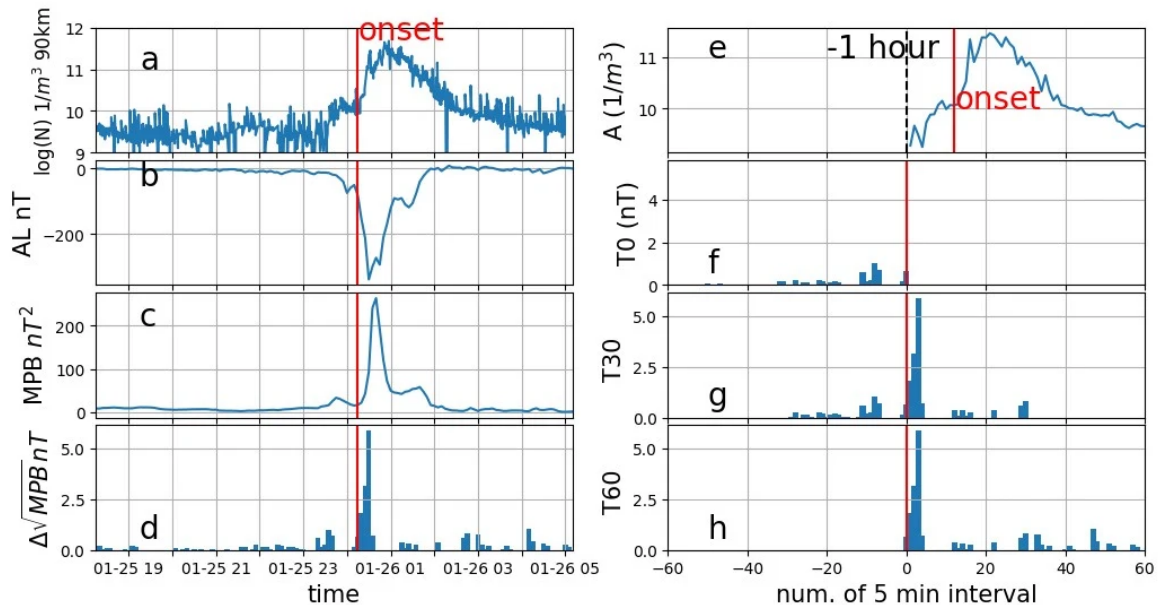 log(N) 1/m³ 90km
12
11
10
9
a
onset
AL nT
0
−200
b
MPB nT²
200
100
0
c
Δ√MPB nT
5.0
2.5
0.0
d
01-25 19 01-25 21 01-25 23 01-26 01 01-26 03 01-26 05
time
A (1/m³)
11
10
e
-1 hour
onset
T0 (nT)
4
2
0
f
T30
5.0
2.5
0.0
g
T60
5.0
2.5
0.0
h
−60 −40 −20 0 20 40 60
num. of 5 min interval